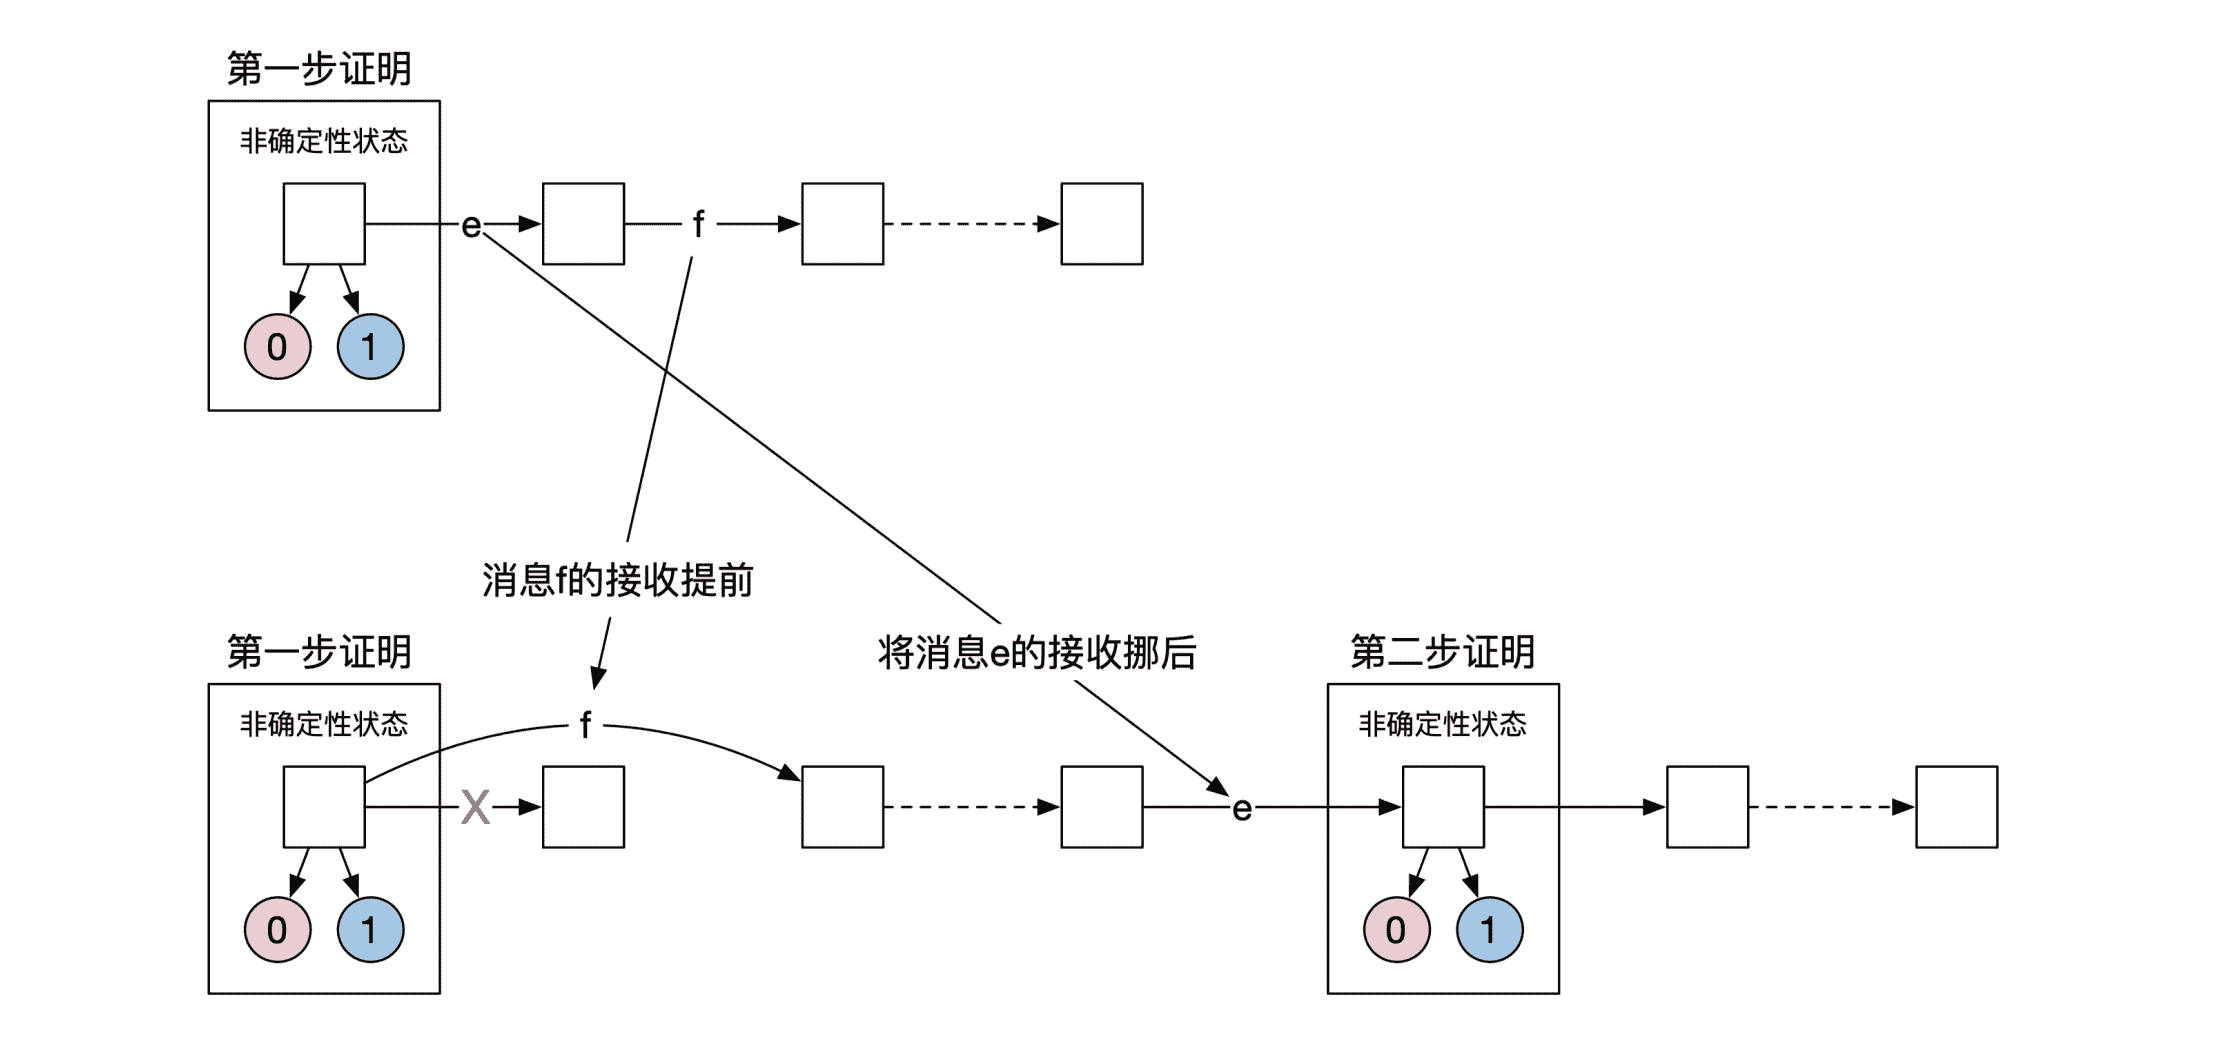 第一步证明
非确定性状态
e
f
0
1
消息f的接收提前
将消息e的接收挪后
第一步证明
非确定性状态
f
X
0
1
e
第二步证明
非确定性状态
0
1